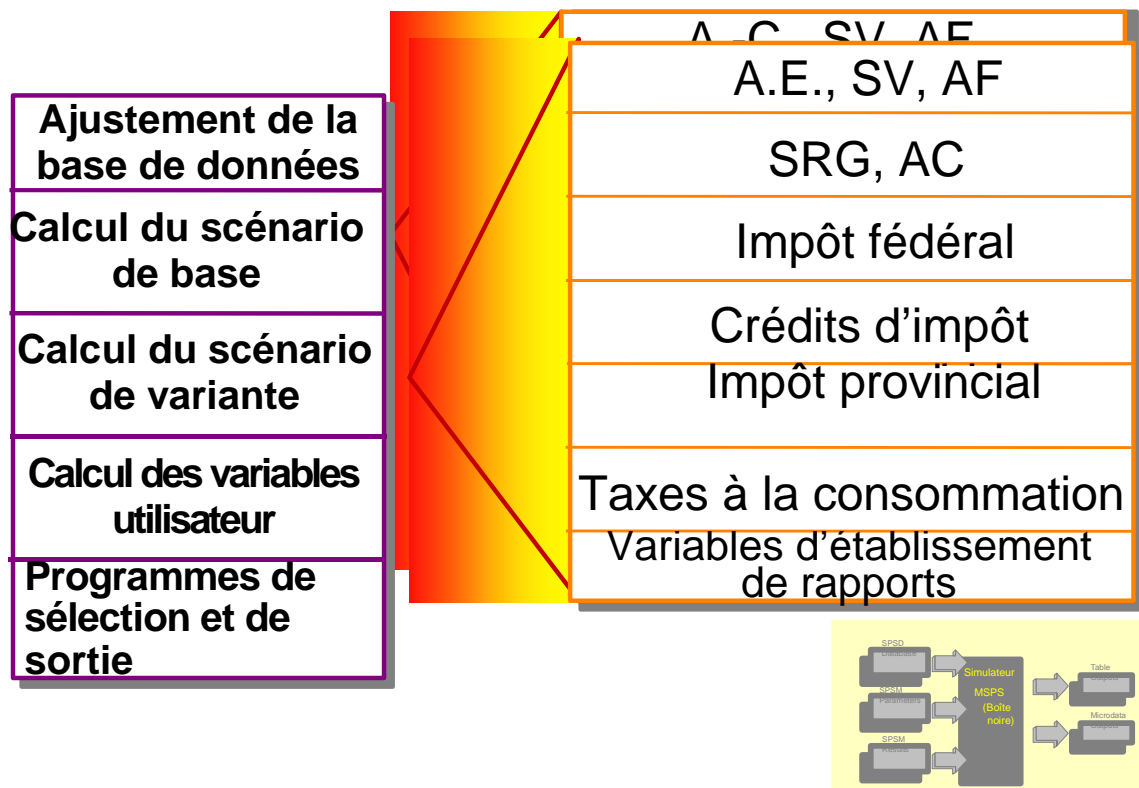 Ajustement de la
base de données
Calcul du scénario
de base
Calcul du scénario
de variante
Calcul des variables
utilisateur
Programmes de
sélection et de
sortie
A.E., SV, AF
SRG, AC
Impôt fédéral
Crédits d’impôt
Impôt provincial
Taxes à la consommation
Variables d’établissement
de rapports
SPSD
SPSM
Parameters
SPSM
Simulateur
MSPS
(Boîte
noire)
Table
Microdata